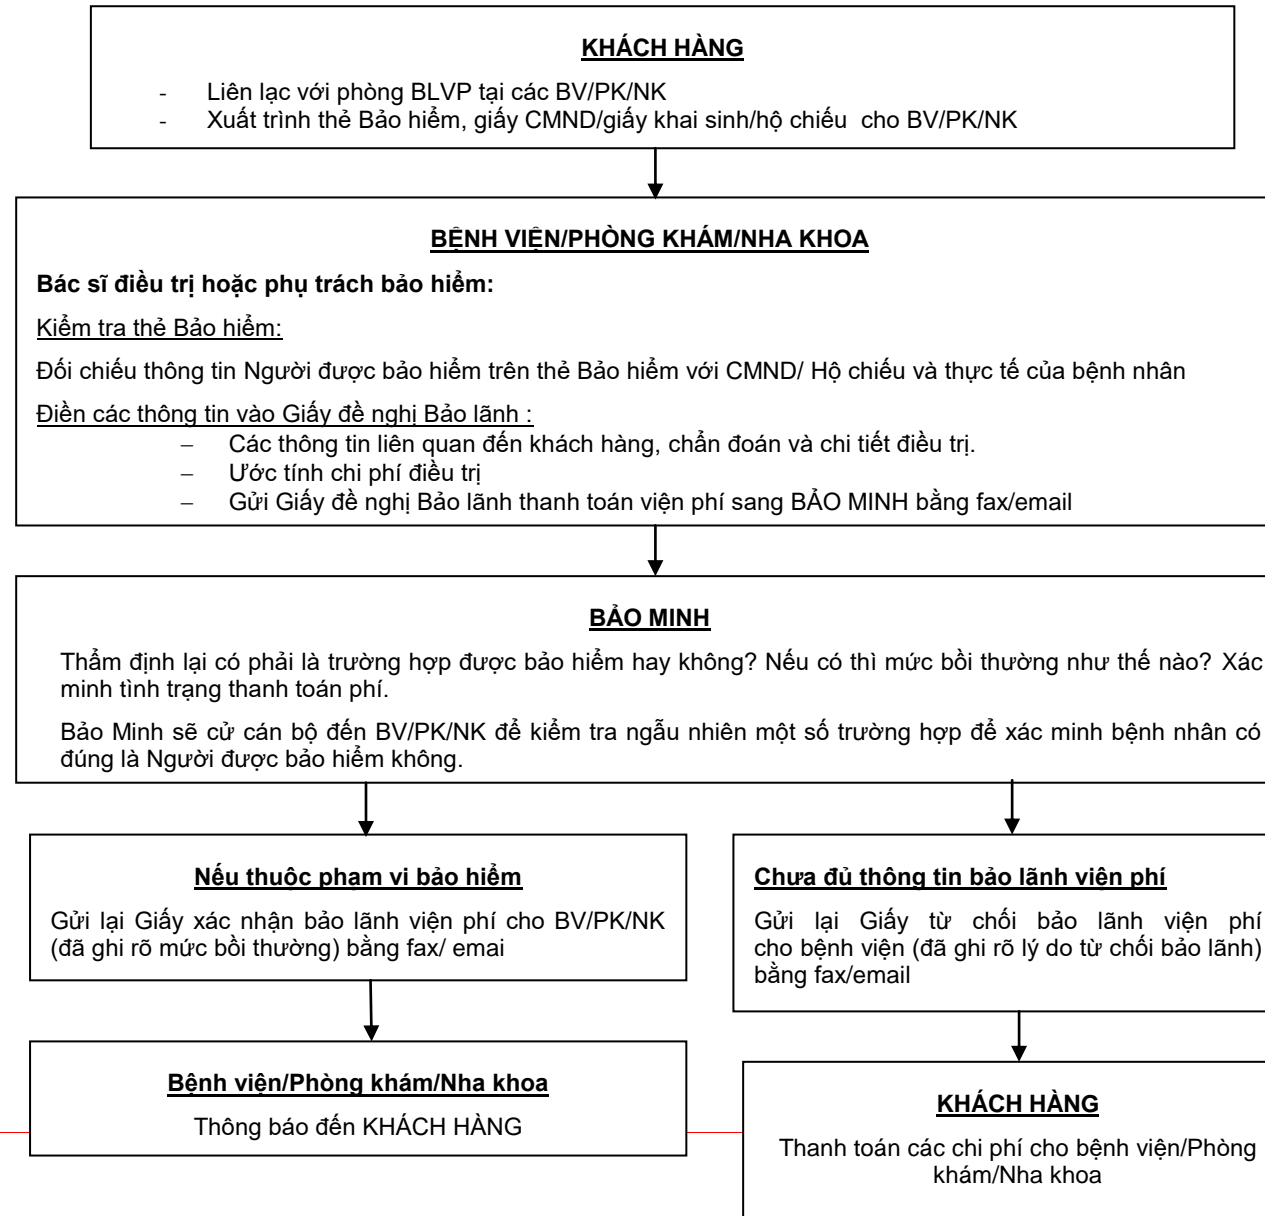 KHÁCH HÀNG
- Liên lạc với phòng BLVP tại các BV/PK/NK
- Xuất trình thẻ Bảo hiểm, giấy CMND/giấy khai sinh/hộ chiếu cho BV/PK/NK
BỆNH VIỆN/PHÒNG KHÁM/NHA KHOA
Bác sĩ điều trị hoặc phụ trách bảo hiểm:
Kiểm tra thẻ Bảo hiểm:
Đối chiếu thông tin Người được bảo hiểm trên thẻ Bảo hiểm với CMND/ Hộ chiếu và thực tế của bệnh nhân
Điền các thông tin vào Giấy đề nghị Bảo lãnh :
– Các thông tin liên quan đến khách hàng, chẩn đoán và chi tiết điều trị.
– Ước tính chi phí điều trị
– Gửi Giấy đề nghị Bảo lãnh thanh toán viện phí sang BẢO MINH bằng fax/email
BẢO MINH
Thẩm định lại có phải là trường hợp được bảo hiểm hay không? Nếu có thì mức bồi thường như thế nào? Xác
minh tình trạng thanh toán phí.
Bảo Minh sẽ cử cán bộ đến BV/PK/NK để kiểm tra ngẫu nhiên một số trường hợp để xác minh bệnh nhân có
đúng là Người được bảo hiểm không.
Nếu thuộc phạm vi bảo hiểm
Gửi lại Giấy xác nhận bảo lãnh viện phí cho BV/PK/NK
(đã ghi rõ mức bồi thường) bằng fax/ emai
Chưa đủ thông tin bảo lãnh viện phí
Gửi lại Giấy từ chối bảo lãnh viện phí
cho bệnh viện (đã ghi rõ lý do từ chối bảo lãnh)
bằng fax/email
Bệnh viện/Phòng khám/Nha khoa
Thông báo đến KHÁCH HÀNG
KHÁCH HÀNG
Thanh toán các chi phí cho bệnh viện/Phòng
khám/Nha khoa